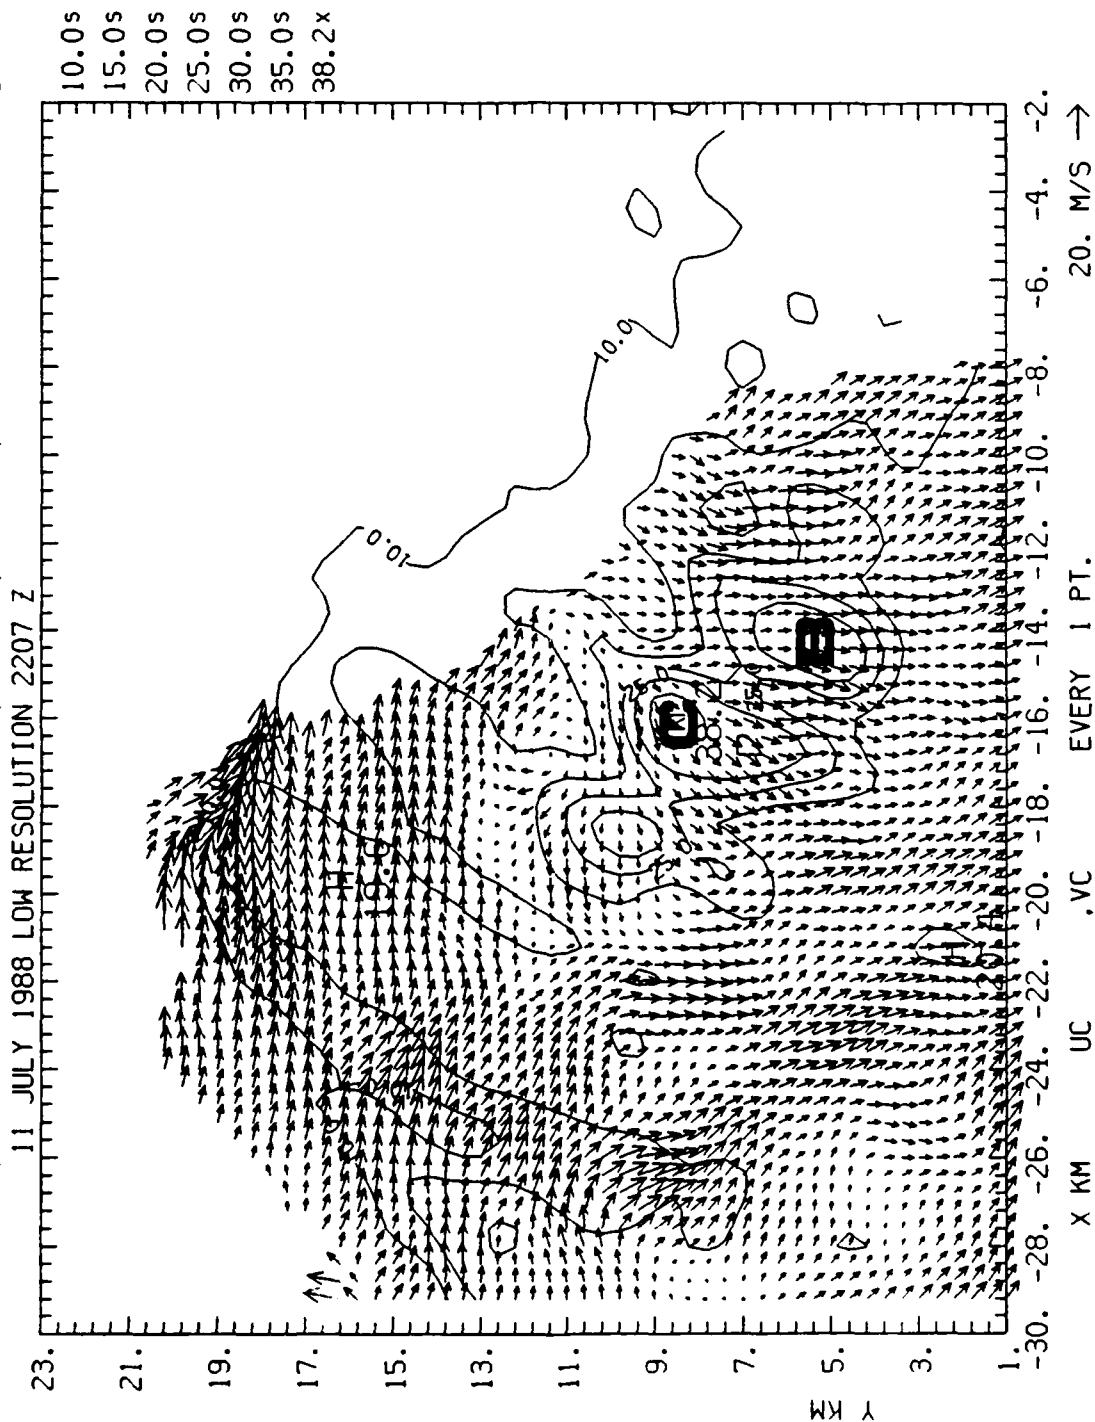 11 JULY 1988 LOW RESOLUTION 2207 Z
10.0s
15.0s
20.0s
25.0s
30.0s
35.0s
38.2x
23.
21.
19.
17.
15.
13.
11.
9.
7.
5.
3.
1.
Y KM
-30.
-28.
-26.
-24.
-22.
-20.
-18.
-16.
-14.
-12.
-10.
-8.
-6.
-4.
-2.
X KM UC ,VC EVERY 1 PT. 20. M/S →
10.0
10.0
H
C
B
H